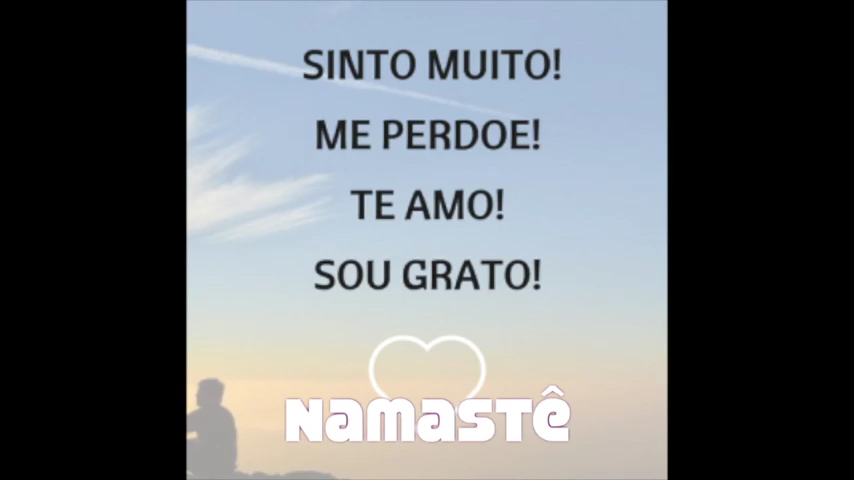 SINTO MUITO!
ME PERDOE!
TE AMO!
SOU GRATO!
Namastê